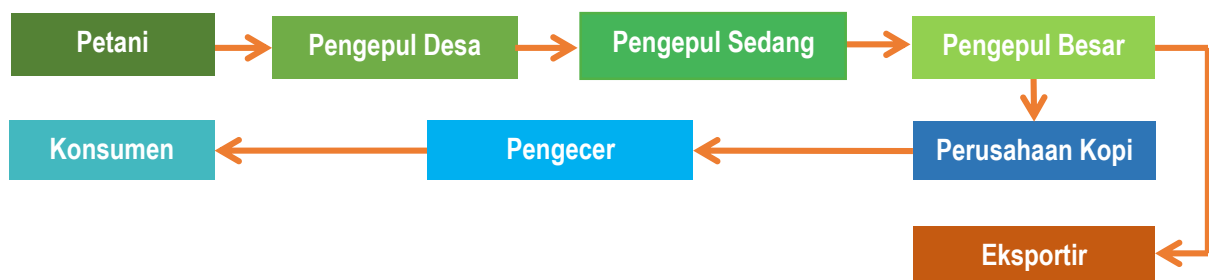 Petani
Pengepul Desa
Pengepul Sedang
Pengepul Besar
Konsumen
Pengecer
Perusahaan Kopi
Eksportir